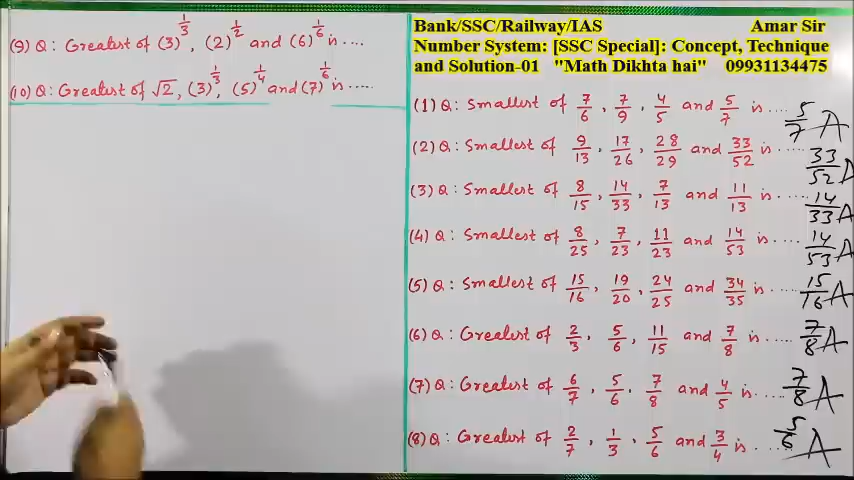 (9) Q: Greatest of (3)^1/3, (2)^1/2 and (6)^1/6 is ....
(10) Q: Greatest of √2, (3)^1/3, (5)^1/4 and (7)^1/6 is .....
Bank/SSC/Railway/IAS Amar Sir
Number System: [SSC Special]: Concept, Technique
and Solution-01 "Math Dikhta hai" 09931134475
(1) Q: Smallest of 7/6, 7/9, 4/5 and 5/7 is .... 5/7 A
(2) Q: Smallest of 9/13, 17/26, 28/29 and 33/52 is ..... 33/52 A
(3) Q: Smallest of 8/15, 14/33, 7/13 and 11/13 is .... 14/33 A
(4) Q: Smallest of 8/25, 7/23, 11/23 and 14/53 is .... 14/53 A
(5) Q: Smallest of 15/16, 19/20, 24/25 and 34/35 is .... 15/16 A
(6) Q: Greatest of 2/3, 5/6, 11/15 and 7/8 is ..... 7/8 A
(7) Q: Greatest of 6/7, 5/6, 7/8 and 4/5 is ..... 7/8 A
(8) Q: Greatest of 2/7, 1/3, 5/6 and 3/4 is ..... 5/6 A